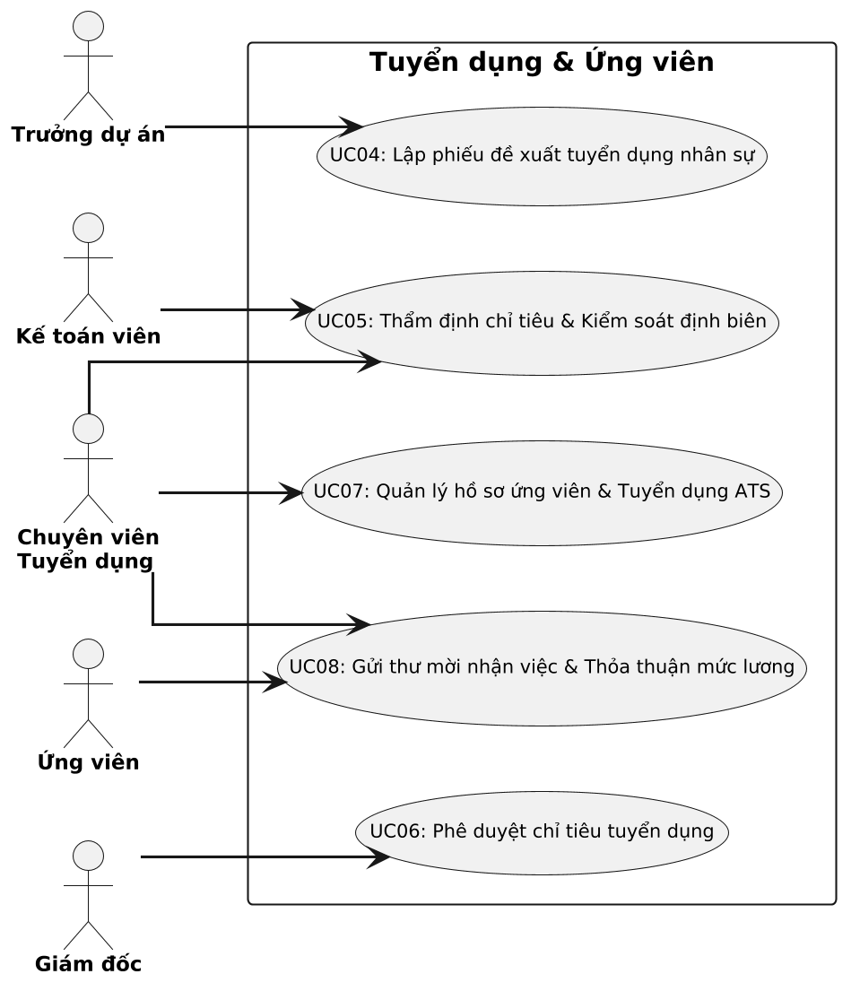 Tuyển dụng & Ứng viên
Trưởng dự án
UC04: Lập phiếu đề xuất tuyển dụng nhân sự
Kế toán viên
UC05: Thẩm định chỉ tiêu & Kiểm soát định biên
Chuyên viên
Tuyển dụng
UC07: Quản lý hồ sơ ứng viên & Tuyển dụng ATS
UC08: Gửi thư mời nhận việc & Thỏa thuận mức lương
Ứng viên
UC06: Phê duyệt chỉ tiêu tuyển dụng
Giám đốc